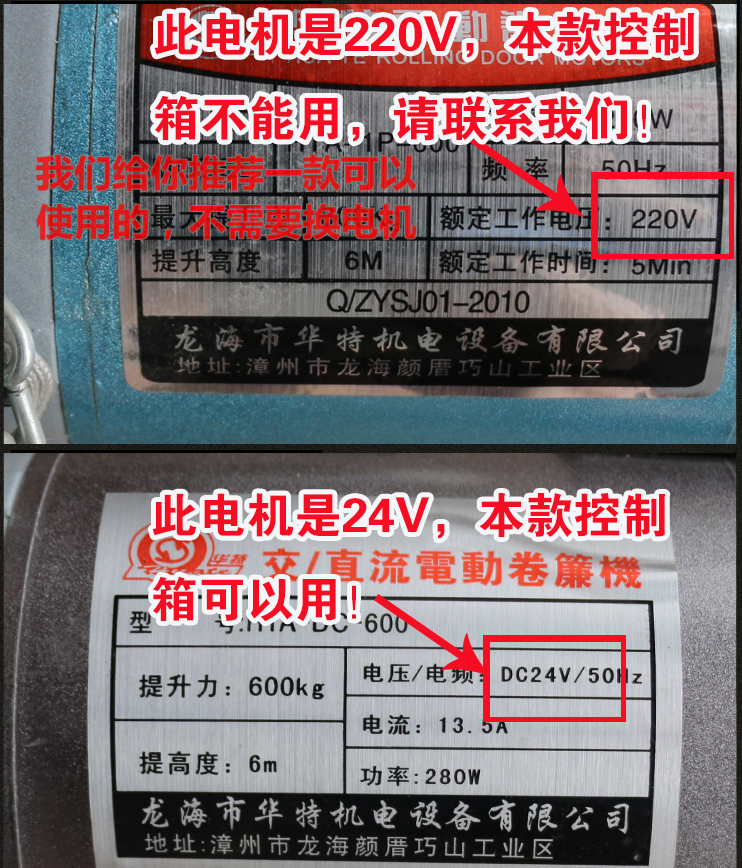 此电机是220V，本款控制
ROLLING DOOR MOTORS
箱不能用，请联系我们！
我们给你推荐一款可以
频 率 50Hz
使用的，不需要换电机
额定工作电压：220V
提升高度 6M 额定工作时间：5Min
Q/ZYSJ01-2010
龙海市华特机电设备有限公司
地址:漳州市龙海颜厝巧山工业区
此电机是24V，本款控制
华特 交/直流電動卷簾機
箱可以用！
型 号:HTA-DC-600
提升力：600kg 电压/电频：DC24V/50Hz
电流：13.5A
提高度：6m
功率:280W
龙海市华特机电设备有限公司
地址:漳州市龙海颜厝巧山工业区